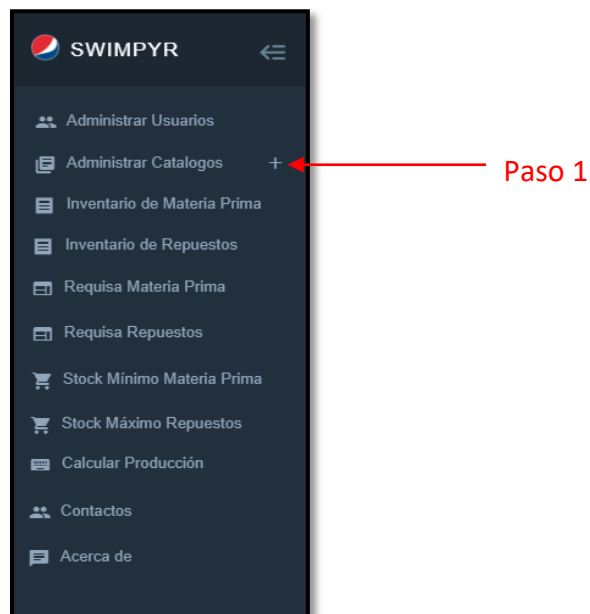 SWIMPYR
Administrar Usuarios
Administrar Catalogos +
Paso 1
Inventario de Materia Prima
Inventario de Repuestos
Requisa Materia Prima
Requisa Repuestos
Stock Mínimo Materia Prima
Stock Máximo Repuestos
Calcular Producción
Contactos
Acerca de